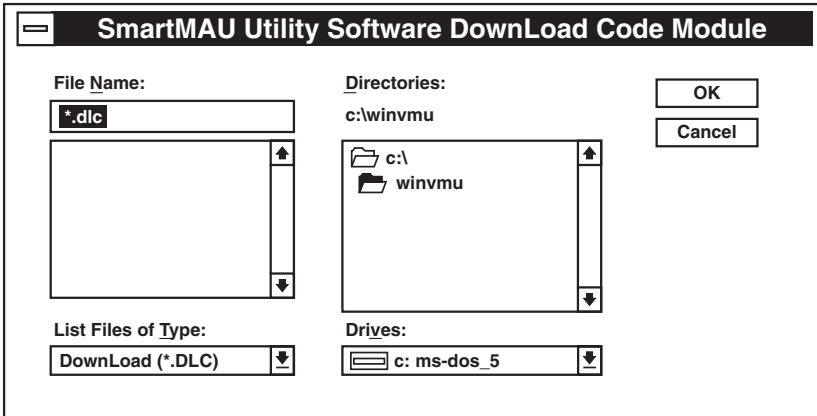 SmartMAU Utility Software DownLoad Code Module
File Name:
*.dlc
Directories:
c:\winvmu
c:\
winvmu
OK
Cancel
List Files of Type:
DownLoad (*.DLC)
Drives:
c: ms-dos_5